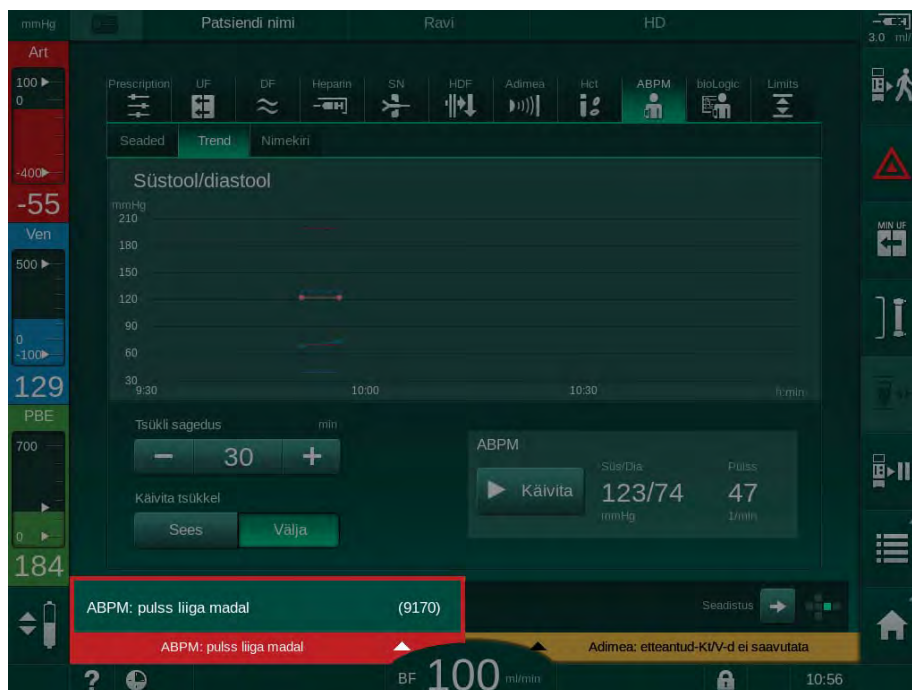 mmHg Patsiendi nimi Ravi HD
3.0 ml/
Art
100
0
-400
-55
Ven
500
0
-100
129
PBE
700
0
184
Prescription UF DF Heparin SN HDF Adimea Hct ABPM bioLogic Limits
MIN UF
Seaded Trend Nimekiri
Süstool/diastool
mmHg
210
180
150
120
90
60
30
9:30 10:00 10:30 h:min
Tsükli sagedus min
30
Käivita tsükkel
Sees Välja
ABPM
Käivita
Süs/Dia Pulss
123/74 47
mmHg 1/min
ABPM: pulss liiga madal (9170)
Seadistus
ABPM: pulss liiga madal
Adimea: etteantud-Kt/V-d ei saavutata
? BF 100 ml/min 10:56